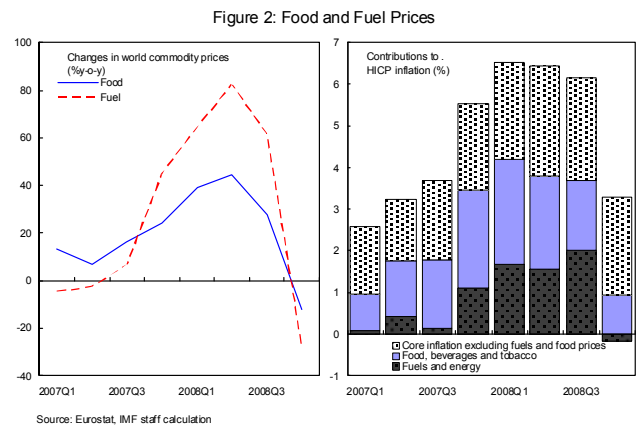 Figure 2: Food and Fuel Prices
Changes in world commodity prices
(%y-o-y)
Food
Fuel
100
80
60
40
20
0
-20
-40
2007Q1 2007Q3 2008Q1 2008Q3
Contributions to .
HICP inflation (%)
7
6
5
4
3
2
1
0
-1
Core inflation excluding fuels and food prices
Food, beverages and tobacco
Fuels and energy
2007Q1 2007Q3 2008Q1 2008Q3
Source: Eurostat, IMF staff calculation